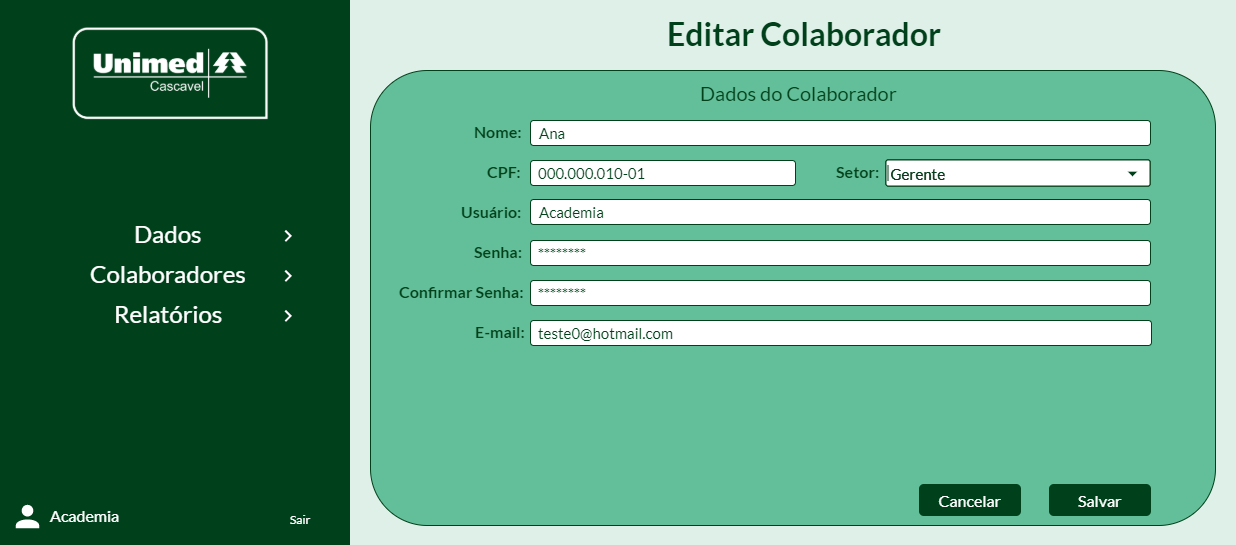 Unimed
Cascavel
Dados
Colaboradores
Relatórios
Academia
Sair
Editar Colaborador
Dados do Colaborador
Nome: Ana
CPF: 000.000.010-01 Setor: Gerente
Usuário: Academia
Senha: ********
Confirmar Senha: ********
E-mail: teste0@hotmail.com
Cancelar Salvar